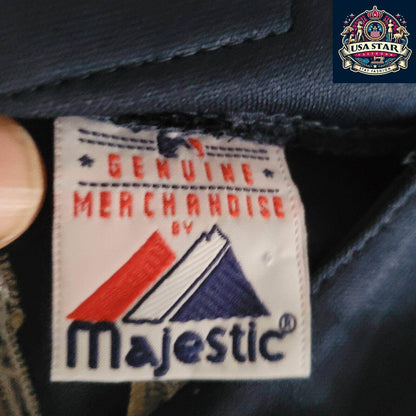 USA STAR
GENUINE
MERCHANDISE
BY
majestic®